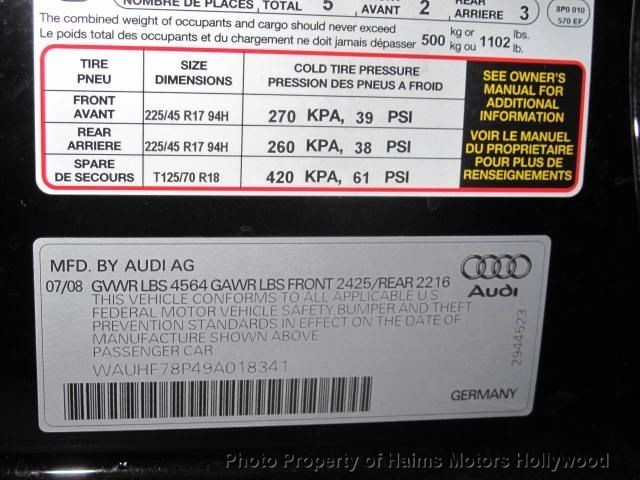 NOMBRE DE PLACES, TOTAL 5 AVANT 2 ARRIERE 3
8P0 010
570 EF
The combined weight of occupants and cargo should never exceed
Le poids total des occupants et du chargement ne doit jamais dépasser 500 kg or kg ou 1102 lbs. lb.
TIRE PNEU
SIZE DIMENSIONS
COLD TIRE PRESSURE
PRESSION DES PNEUS A FROID
FRONT AVANT 225/45 R17 94H 270 KPA, 39 PSI
REAR ARRIERE 225/45 R17 94H 260 KPA, 38 PSI
SPARE DE SECOURS T125/70 R18 420 KPA, 61 PSI
SEE OWNER'S
MANUAL FOR
ADDITIONAL
INFORMATION
VOIR LE MANUEL
DU PROPRIETAIRE
POUR PLUS DE
RENSEIGNEMENTS
MFD. BY AUDI AG
07/08 GVWR LBS 4564 GAWR LBS FRONT 2425/REAR 2216
THIS VEHICLE CONFORMS TO ALL APPLICABLE U S
FEDERAL MOTOR VEHICLE SAFETY BUMPER AND THEFT
PREVENTION STANDARDS IN EFFECT ON THE DATE OF
MANUFACTURE SHOWN ABOVE
PASSENGER CAR
WAUHF78P49A018341
Audi
2944523
GERMANY
Photo Property of Haims Motors Hollywood